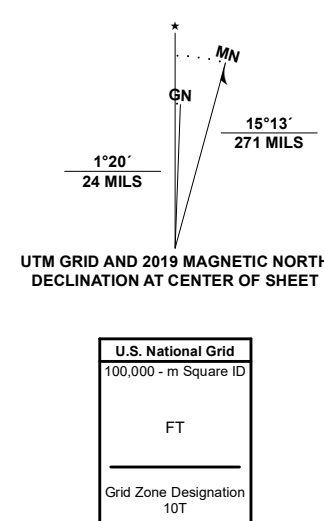 ★
MN
GN
15°13´
271 MILS
1°20´
24 MILS
UTM GRID AND 2019 MAGNETIC NORTH
DECLINATION AT CENTER OF SHEET
U.S. National Grid
100,000 - m Square ID
FT
Grid Zone Designation
10T